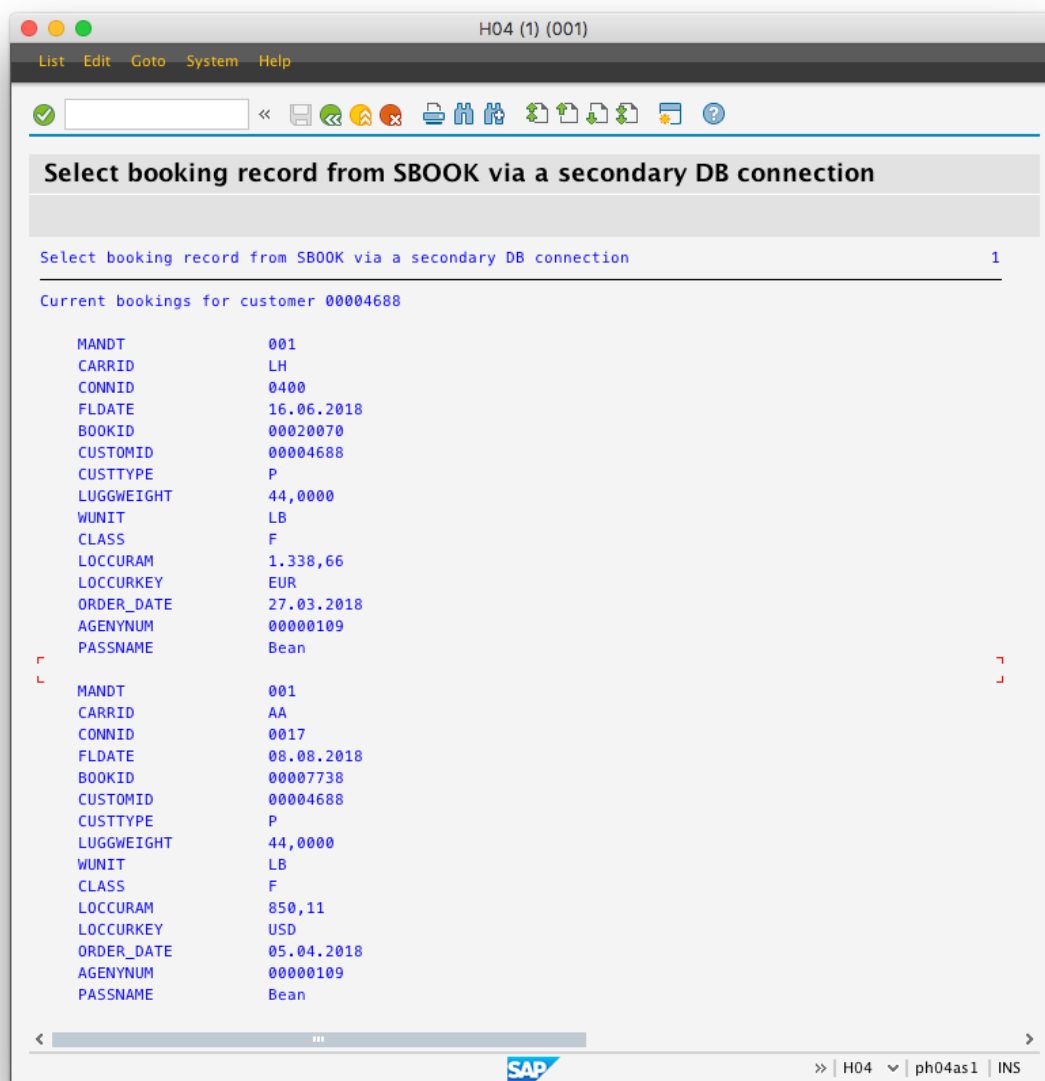 H04 (1) (001)
List Edit Goto System Help
Select booking record from SBOOK via a secondary DB connection
Select booking record from SBOOK via a secondary DB connection 1
Current bookings for customer 00004688
MANDT 001
CARRID LH
CONNID 0400
FLDATE 16.06.2018
BOOKID 00020070
CUSTOMID 00004688
CUSTTYPE P
LUGGWEIGHT 44,0000
WUNIT LB
CLASS F
LOCCURAM 1.338,66
LOCCURKEY EUR
ORDER_DATE 27.03.2018
AGENYNUM 00000109
PASSNAME Bean
MANDT 001
CARRID AA
CONNID 0017
FLDATE 08.08.2018
BOOKID 00007738
CUSTOMID 00004688
CUSTTYPE P
LUGGWEIGHT 44,0000
WUNIT LB
CLASS F
LOCCURAM 850,11
LOCCURKEY USD
ORDER_DATE 05.04.2018
AGENYNUM 00000109
PASSNAME Bean
SAP » H04 ph04as1 INS